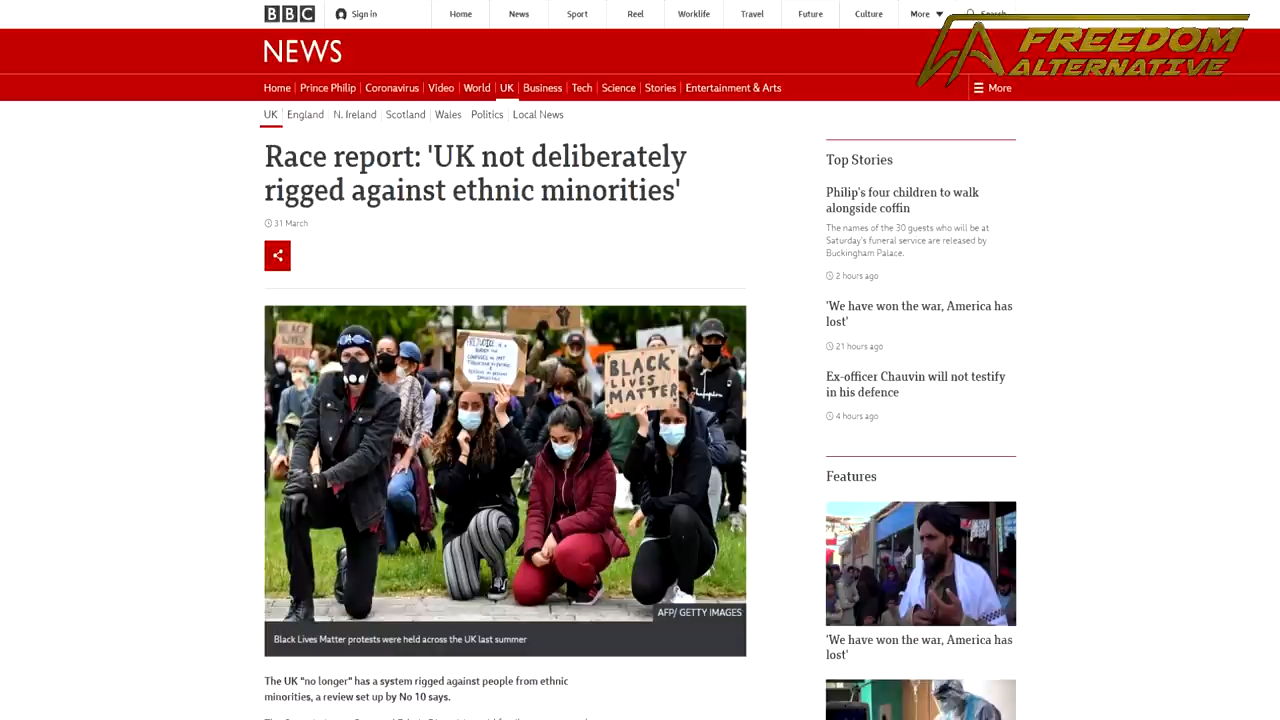 BBC
Sign in
Home
News
Sport
Reel
Worklife
Travel
Future
Culture
More
Search
FREEDOM
ALTERNATIVE
NEWS
Home
Prince Philip
Coronavirus
Video
World
UK
Business
Tech
Science
Stories
Entertainment & Arts
More
UK
England
N. Ireland
Scotland
Wales
Politics
Local News
Race report: 'UK not deliberately
rigged against ethnic minorities'
31 March
BLACK
LIVES
BLACK
LIVES
MATTER
AFP/ GETTY IMAGES
Black Lives Matter protests were held across the UK last summer
The UK "no longer" has a system rigged against people from ethnic
minorities, a review set up by No 10 says.
Top Stories
Philip's four children to walk
alongside coffin
The names of the 30 guests who will be at
Saturday's funeral service are released by
Buckingham Palace.
2 hours ago
'We have won the war, America has
lost'
21 hours ago
Ex-officer Chauvin will not testify
in his defence
4 hours ago
Features
'We have won the war, America has
lost'